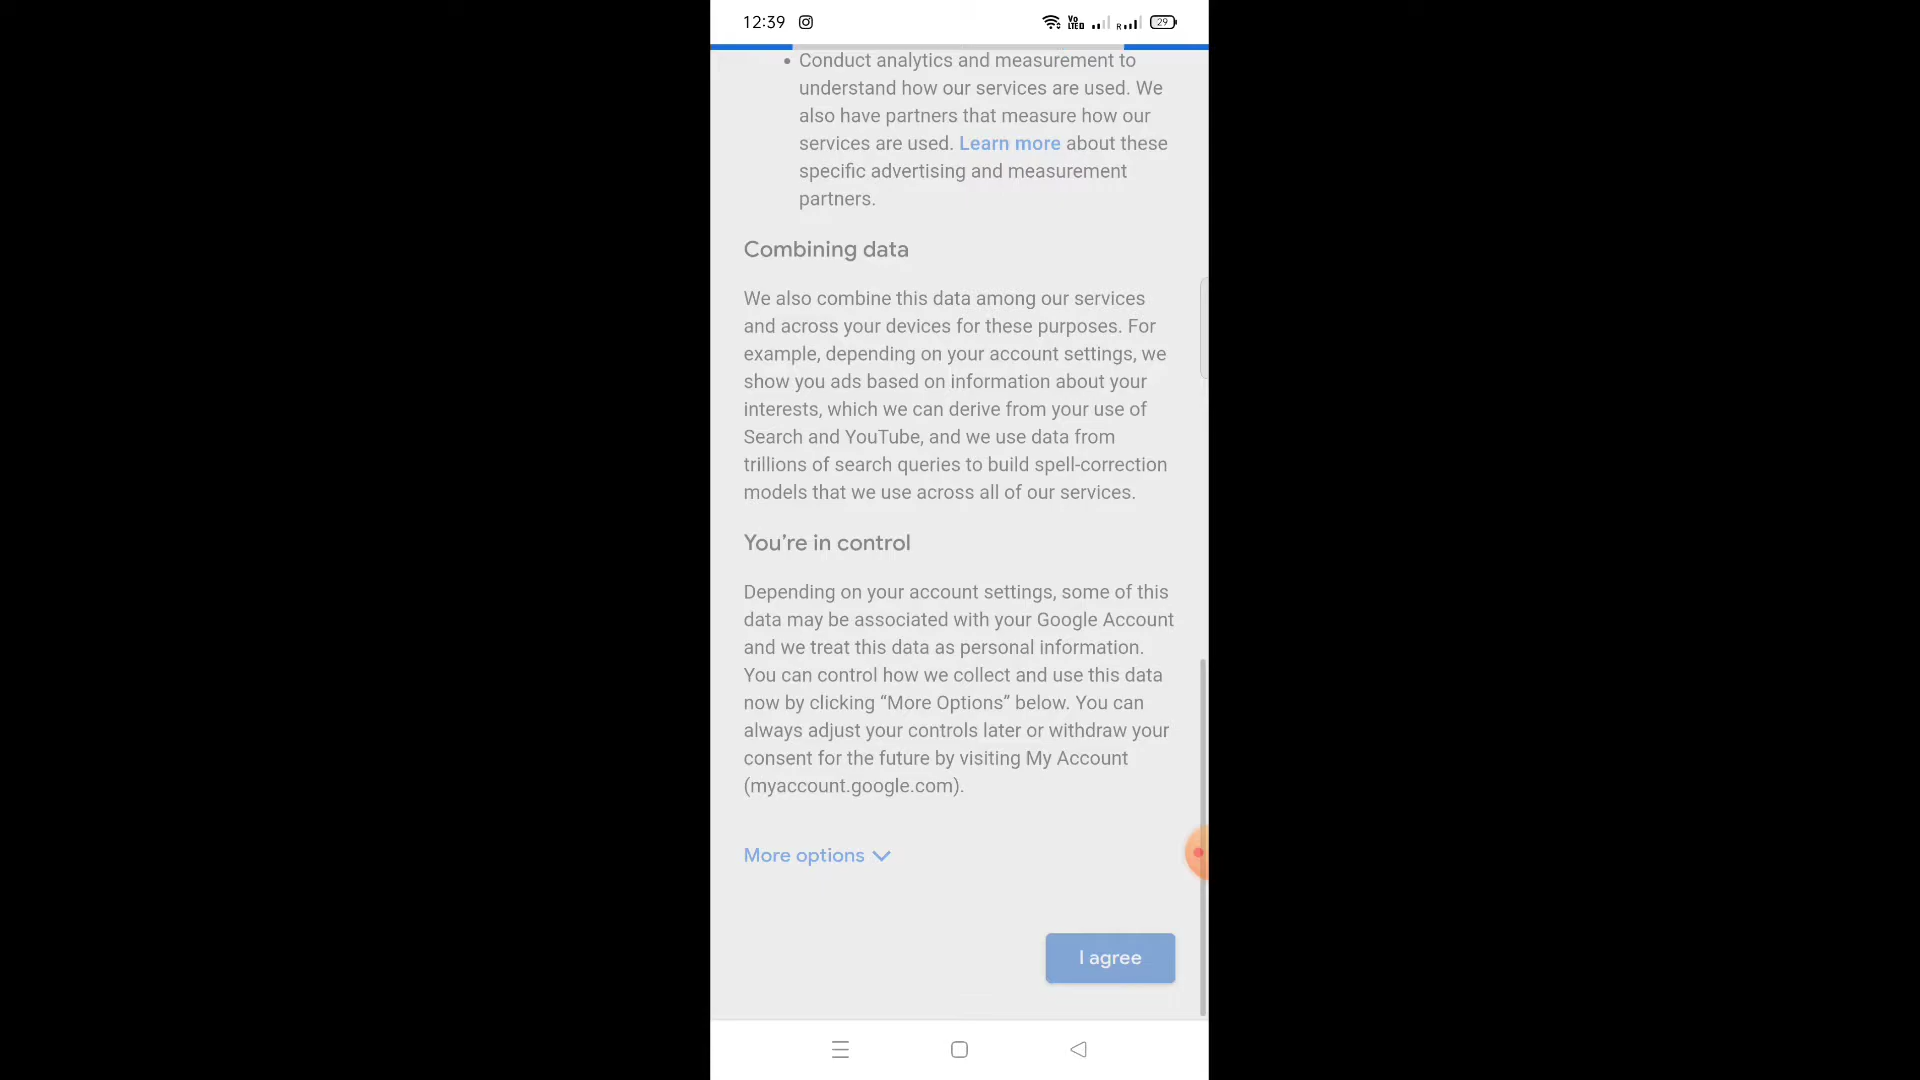 12:39
Vo
LTE
R
29
• Conduct analytics and measurement to
understand how our services are used. We
also have partners that measure how our
services are used. Learn more about these
specific advertising and measurement
partners.
Combining data
We also combine this data among our services
and across your devices for these purposes. For
example, depending on your account settings, we
show you ads based on information about your
interests, which we can derive from your use of
Search and YouTube, and we use data from
trillions of search queries to build spell-correction
models that we use across all of our services.
You’re in control
Depending on your account settings, some of this
data may be associated with your Google Account
and we treat this data as personal information.
You can control how we collect and use this data
now by clicking “More Options” below. You can
always adjust your controls later or withdraw your
consent for the future by visiting My Account
(myaccount.google.com).
More options
I agree